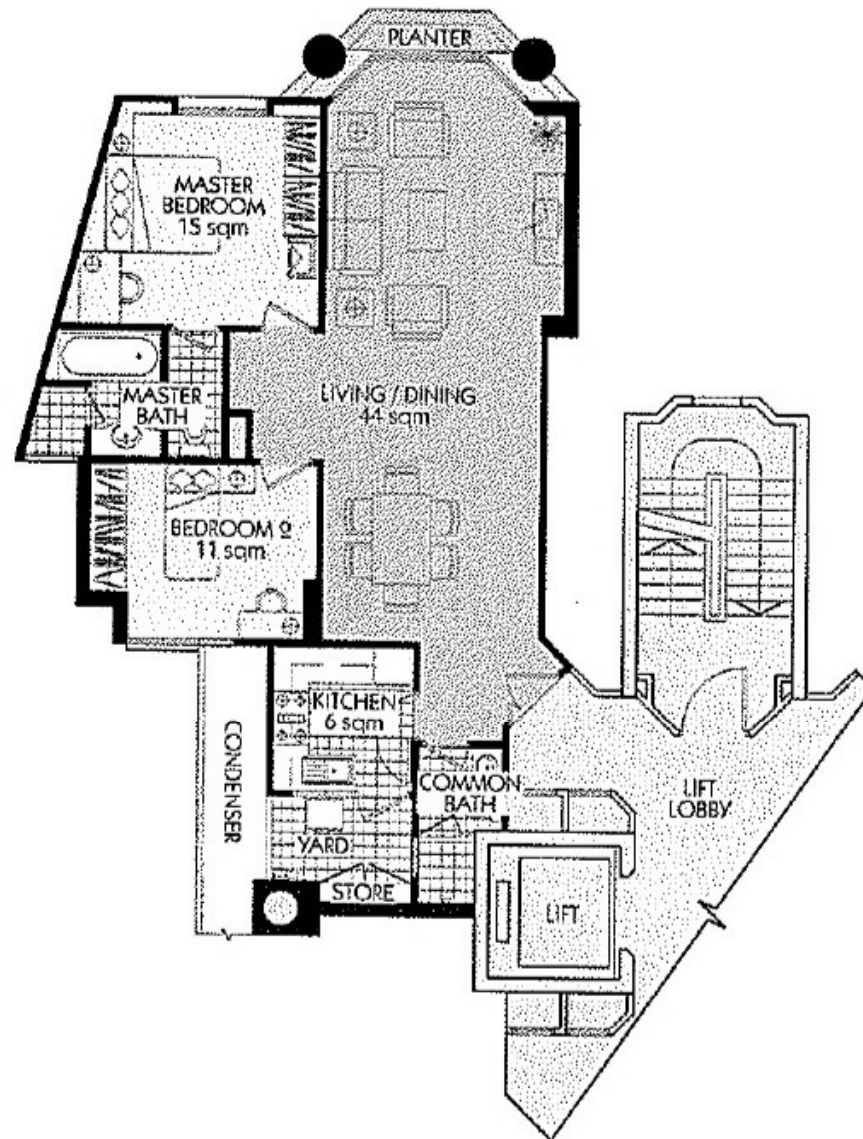 PLANTER
MASTER
BEDROOM
15 sqm
LIVING / DINING
44 sqm
MASTER
BATH
BEDROOM 2
11 sqm
KITCHEN
6 sqm
CONDENSER
COMMON
BATH
YARD
STORE
LIFT
LOBBY
LIFT